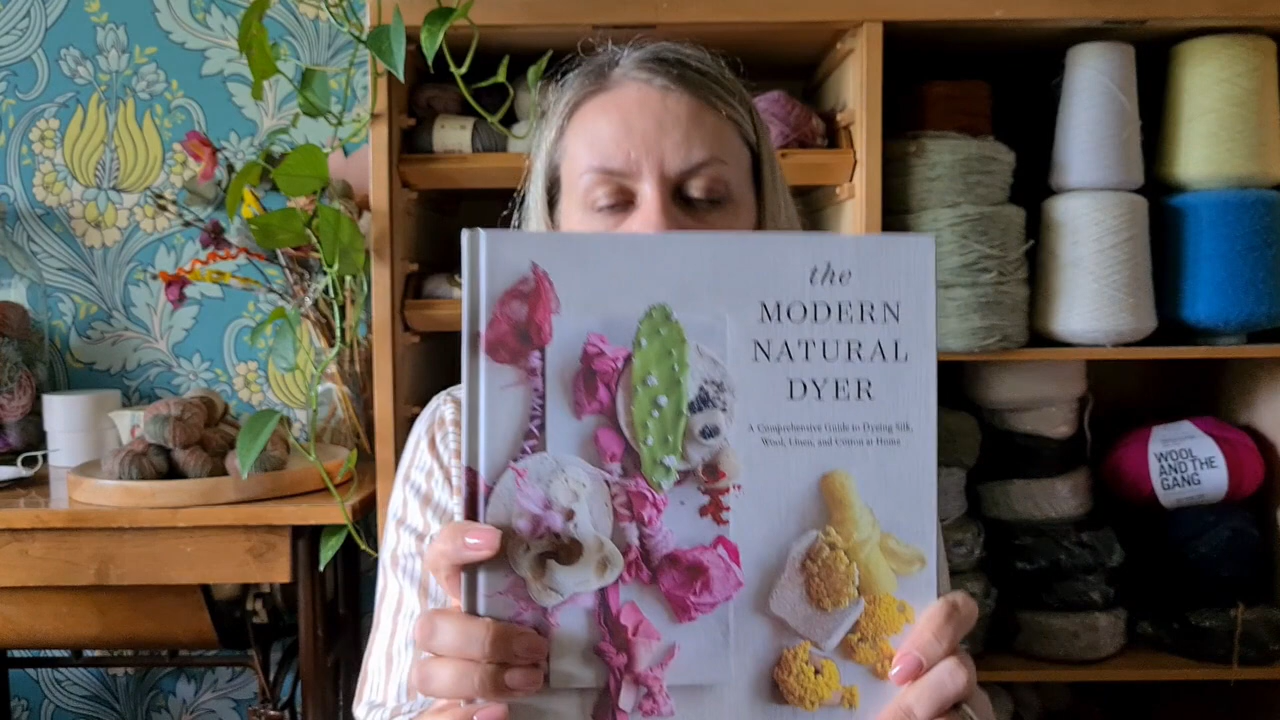 the
MODERN
NATURAL
DYER
A Comprehensive Guide to Dyeing Silk,
Wool, Linen, and Cotton at Home
WOOL
AND THE
GANG